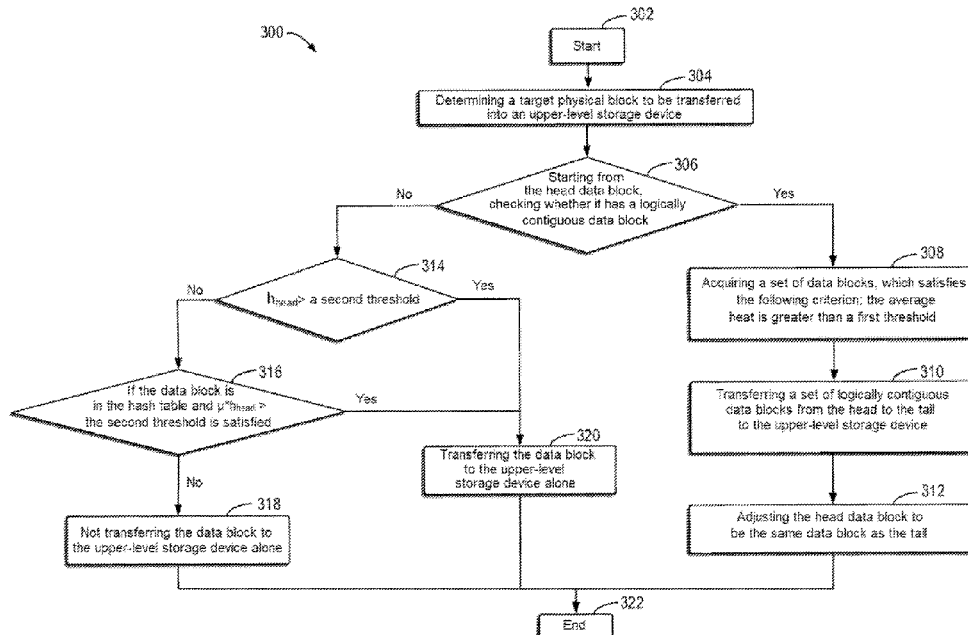 300
302
Start
304
Determining a target physical block to be transferred
into an upper-level storage device
306
Starting from
the head data block,
checking whether it has a logically
contiguous data block
No
Yes
314
h_head > a second threshold
No
Yes
308
Acquiring a set of data blocks, which satisfies
the following criterion; the average
heat is greater than a first threshold
316
If the data block is
in the hash table and μ*h_head >
the second threshold is satisfied
Yes
No
310
Transferring a set of logically contiguous
data blocks from the head to the tail
to the upper-level storage device
320
Transferring the data block
to the upper-level
storage device alone
318
Not transferring the data block to
the upper-level storage device alone
312
Adjusting the head data block to
be the same data block as the tail
322
End